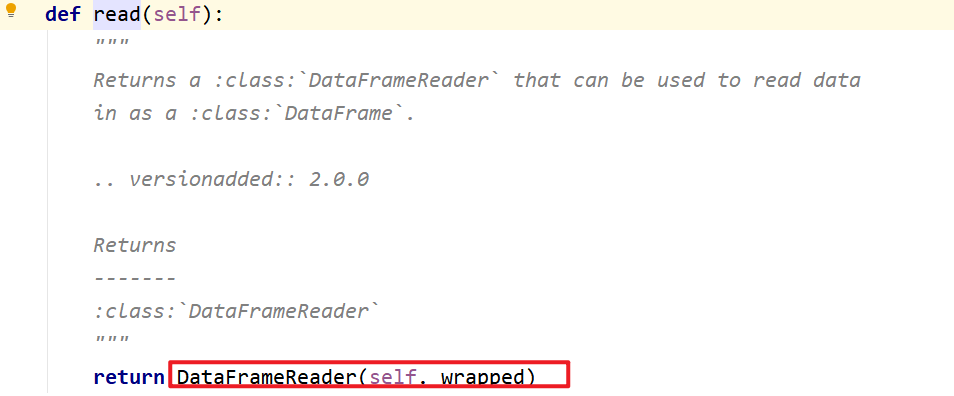 def read(self):
"""
Returns a :class:`DataFrameReader` that can be used to read data
in as a :class:`DataFrame`.
.. versionadded:: 2.0.0
Returns
-------
:class:`DataFrameReader`
"""
return DataFrameReader(self._wrapped)